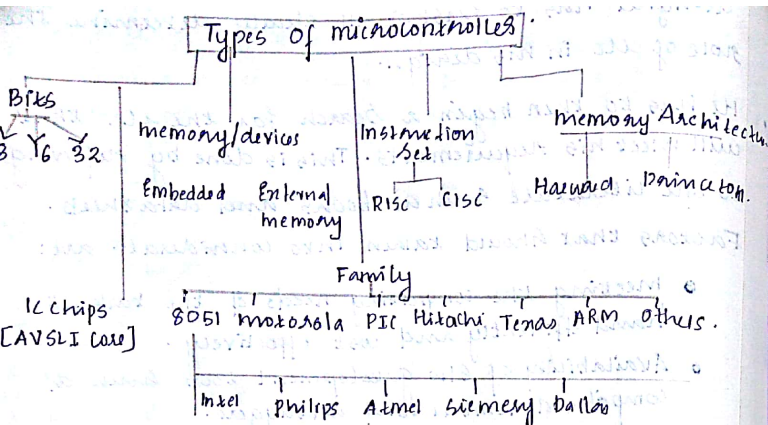 Types of microcontrolles.
Bits
8 16 32
memory/devices
Embedded External memory
Instruction Set
RISC CISC
memory Architectu
Harward Princeton.
IC Chips
[AVSLI Core]
Family
8051 motorola PIC Hitachi Texas ARM Others.
Intel Philips Atmel Siemens Dallas